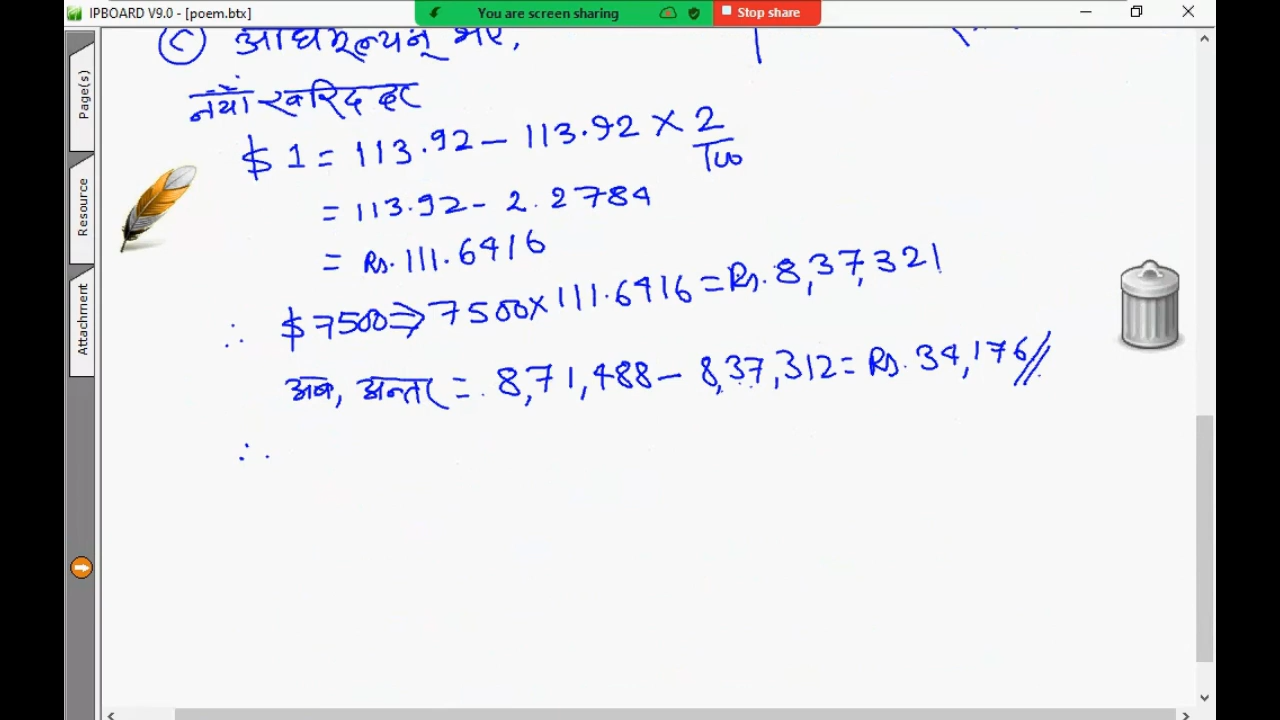 IPBOARD V9.0 - [poem.btx]
You are screen sharing
Stop share
Page(s)
Resource
Attachment
(C) अधिमूल्यन् भए,
नयाँ खरिद दर
$ 1 = 113.92 - 113.92 × 2/100
= 113.92 - 2.2784
= Rs. 111.6416
∴ $ 7500 ⇒ 7500 × 111.6416 = Rs. 8,37,321
अब, अन्तर = 8,71,488 - 8,37,312 = Rs. 34,176//
∴